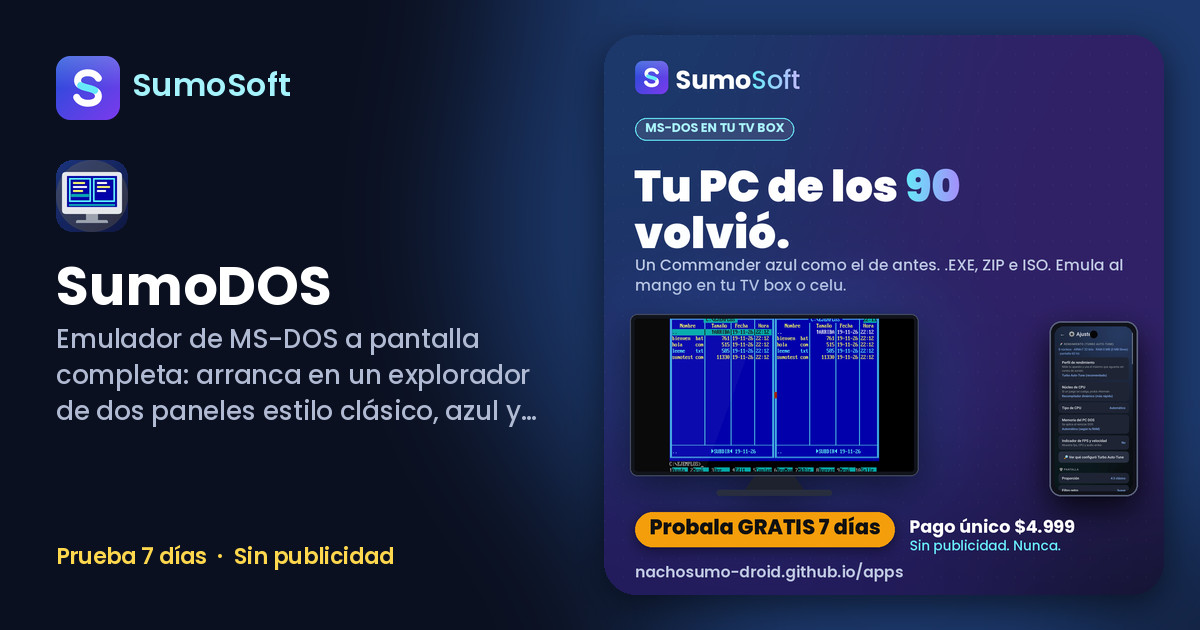 SumoSoft
SumoDOS
Emulador de MS-DOS a pantalla
completa: arranca en un explorador
de dos paneles estilo clásico, azul y…
Prueba 7 días · Sin publicidad
SumoSoft
MS-DOS EN TU TV BOX
Tu PC de los 90
volvió.
Un Commander azul como el de antes. .EXE, ZIP e ISO. Emula al
mango en tu TV box o celu.
Nombre Tamaño Fecha Hora Nombre Tamaño Fecha Hora
Probala GRATIS 7 días
Pago único $4.999
Sin publicidad. Nunca.
nachosumo-droid.github.io/apps